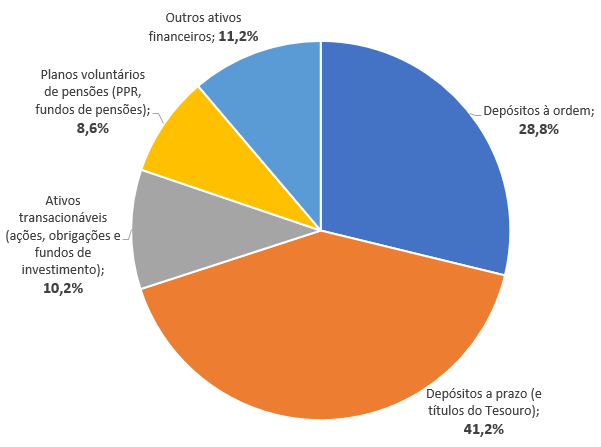 Outros ativos
financeiros; 11,2%
Planos voluntários
de pensões (PPR,
fundos de pensões);
8,6%
Depósitos à ordem;
28,8%
Ativos
transacionáveis
(ações, obrigações e
fundos de
investimento);
10,2%
Depósitos a prazo (e
títulos do Tesouro);
41,2%